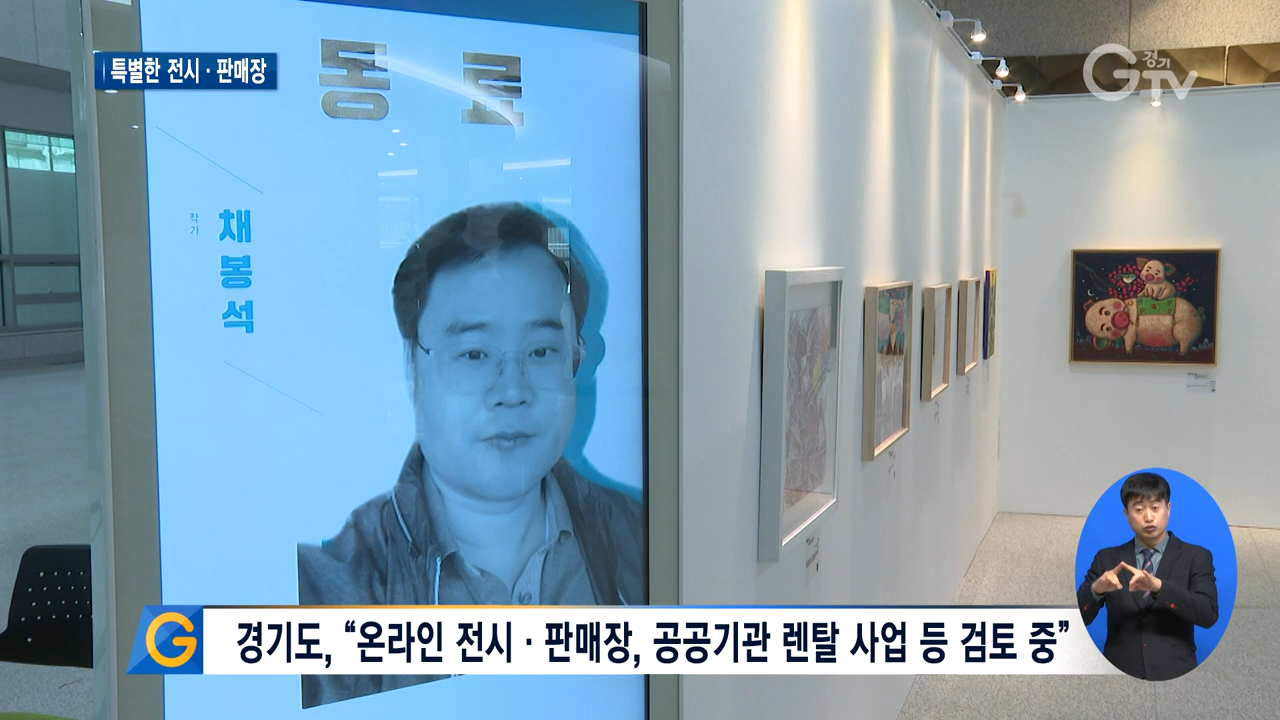 특별한 전시·판매장
경기
GTV
동료
작가
채봉석
G 경기도, “온라인 전시·판매장, 공공기관 렌탈 사업 등 검토 중”